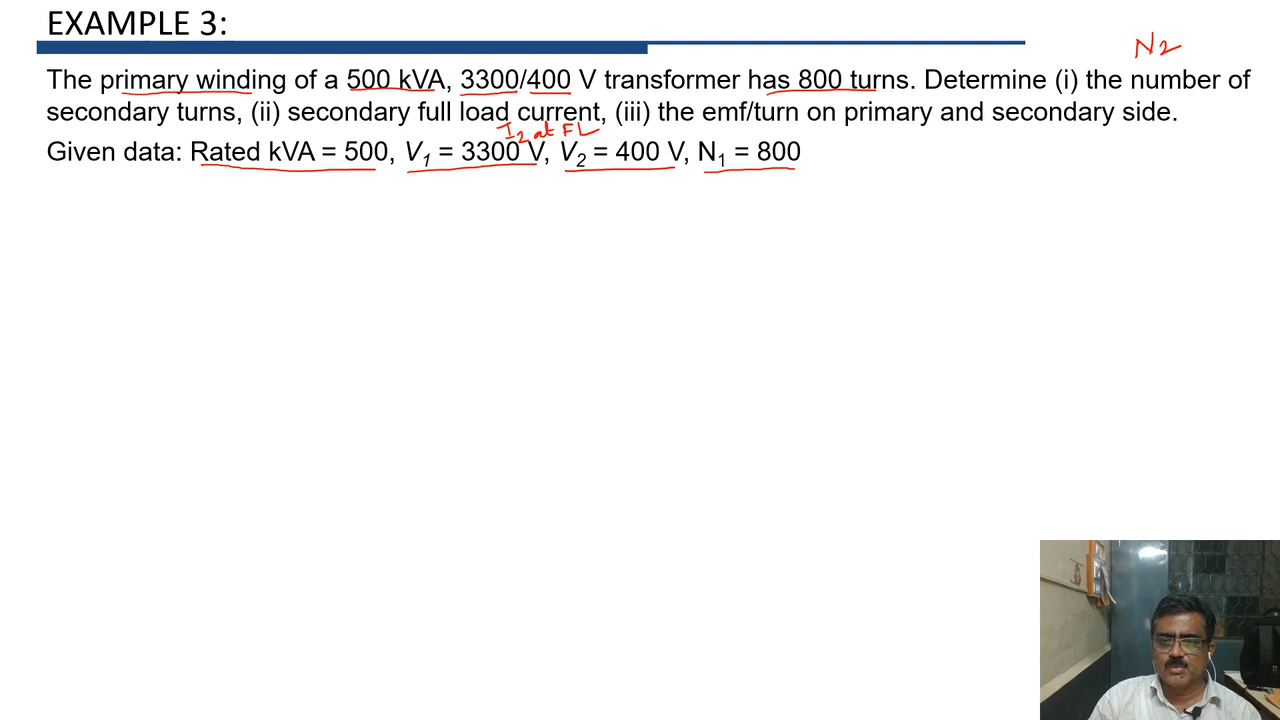 EXAMPLE 3:
N2
The primary winding of a 500 kVA, 3300/400 V transformer has 800 turns. Determine (i) the number of
secondary turns, (ii) secondary full load current, (iii) the emf/turn on primary and secondary side.
I2 at FL
Given data: Rated kVA = 500, V1 = 3300 V, V2 = 400 V, N1 = 800